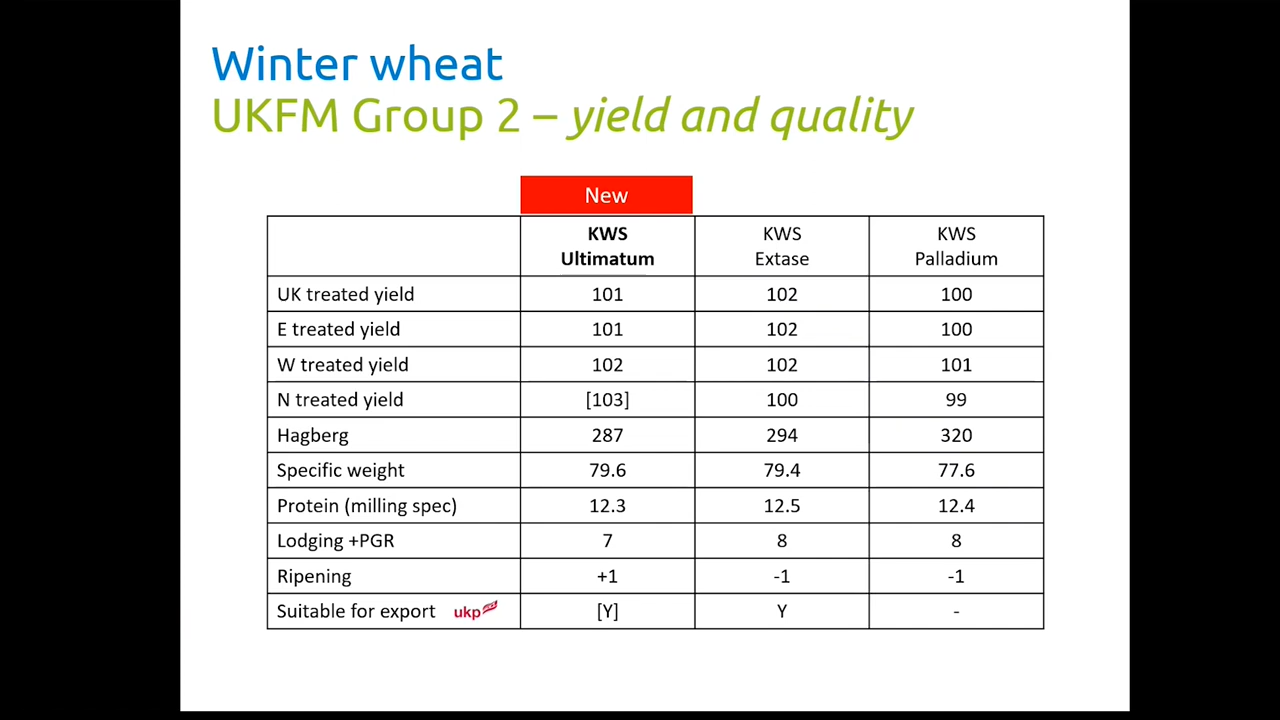 Winter wheat
UKFM Group 2 – yield and quality
New
KWS Ultimatum KWS Extase KWS Palladium
UK treated yield 101 102 100
E treated yield 101 102 100
W treated yield 102 102 101
N treated yield [103] 100 99
Hagberg 287 294 320
Specific weight 79.6 79.4 77.6
Protein (milling spec) 12.3 12.5 12.4
Lodging +PGR 7 8 8
Ripening +1 -1 -1
Suitable for export ukp [Y] Y -